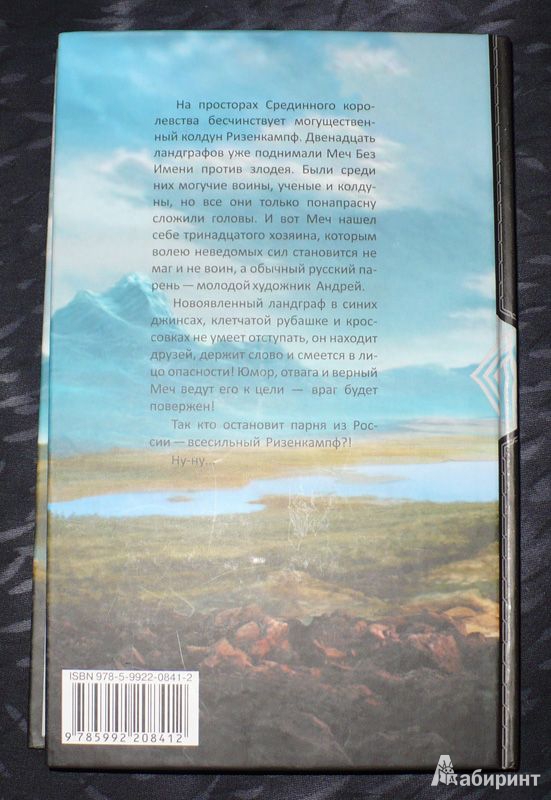 На просторах Срединного коро-
левства бесчинствует могуществен-
ный колдун Ризенкампф. Двенадцать
ландграфов уже поднимали Меч Без
Имени против злодея. Были среди
них могучие воины, ученые и колду-
ны, но все они только понапрасну
сложили головы. И вот Меч нашел
себе тринадцатого хозяина, которым
волею неведомых сил становится не
маг и не воин, а обычный русский па-
рень — молодой художник Андрей.
Новоявленный ландграф в синих
джинсах, клетчатой рубашке и крос-
совках не умеет отступать, он находит
друзей, держит слово и смеется в ли-
цо опасности! Юмор, отвага и верный
Меч ведут его к цели — враг будет
повержен!
Так кто остановит парня из Рос-
сии — всесильный Ризенкампф?!
Ну-ну...
ISBN 978-5-9922-0841-2
9 785992 208412
Лабиринт